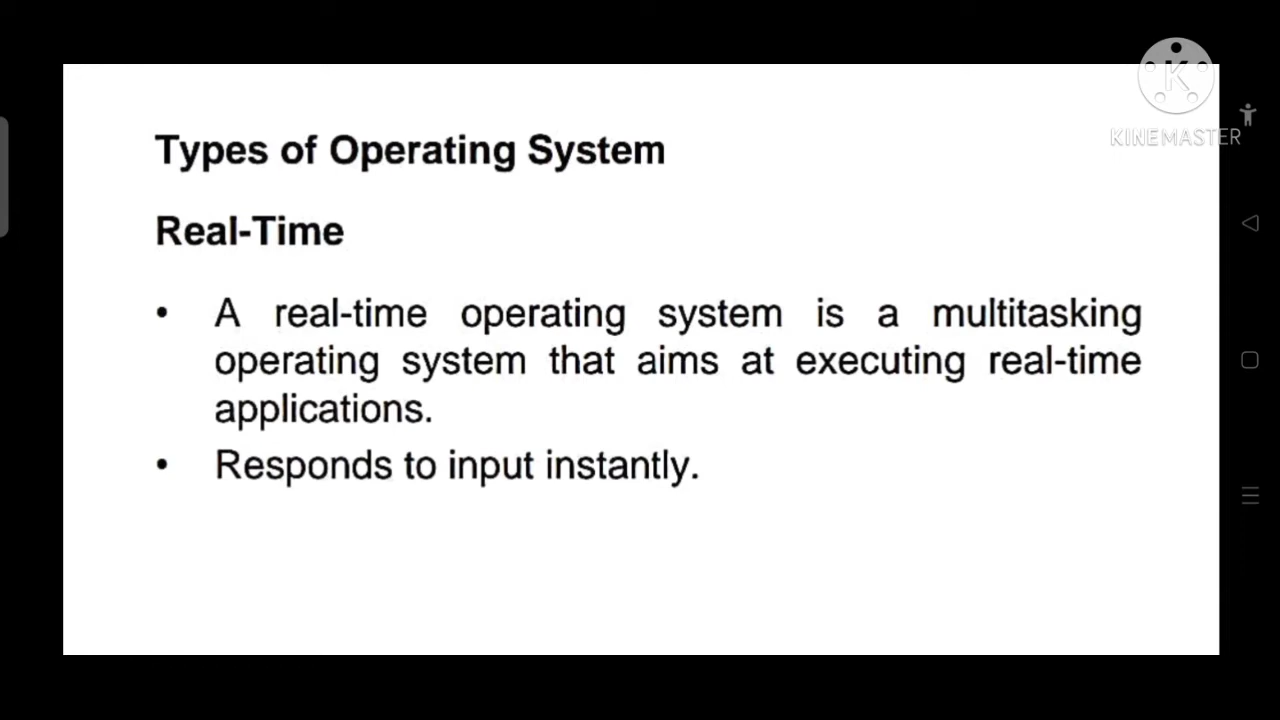 K
KINEMASTER
Types of Operating System
Real-Time
• A real-time operating system is a multitasking
operating system that aims at executing real-time
applications.
• Responds to input instantly.